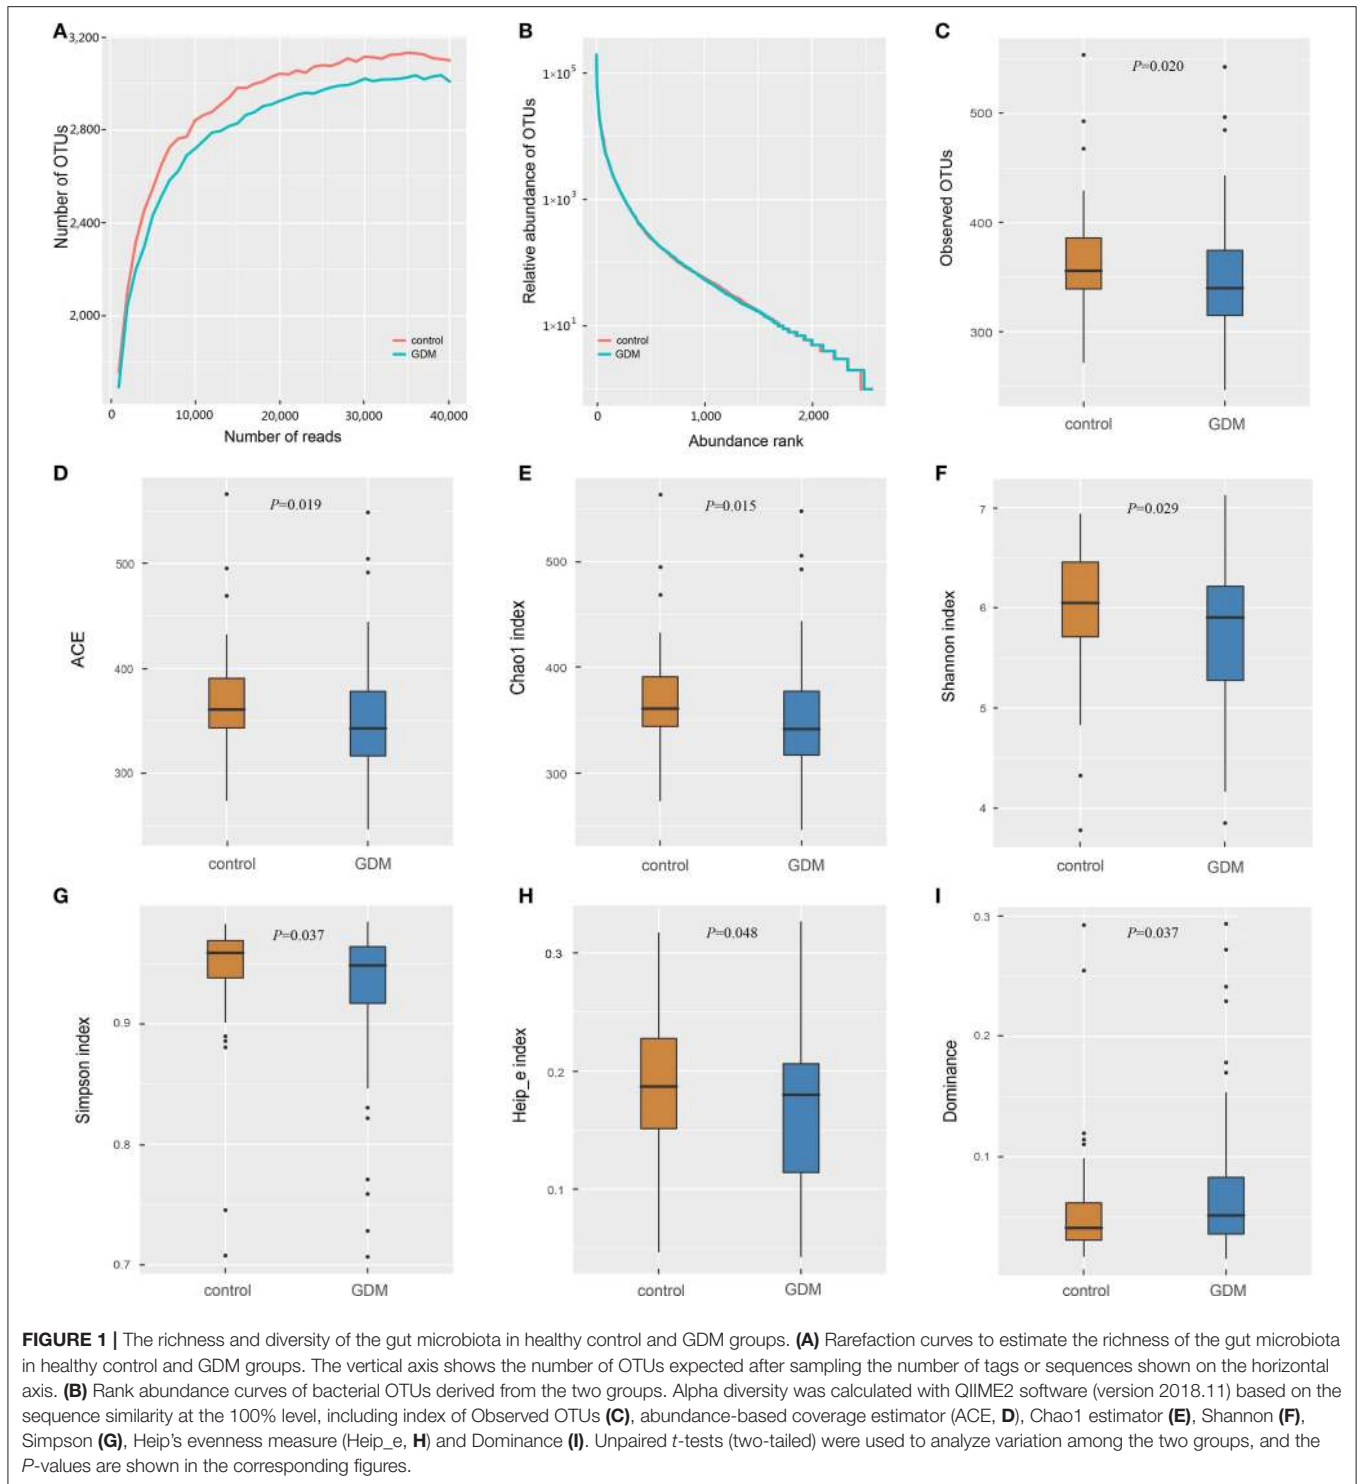 A
3,200
2,800
2,400
2,000
Number of OTUs
control
GDM
0 10,000 20,000 30,000 40,000
Number of reads
B
1×10⁵
1×10³
1×10¹
Relative abundance of OTUs
control
GDM
0 1,000 2,000
Abundance rank
C
P=0.020
500
400
300
Observed OTUs
control GDM
D
P=0.019
500
400
300
ACE
control GDM
E
P=0.015
500
400
300
Chao1 index
control GDM
F
P=0.029
7
6
5
4
Shannon index
control GDM
G
P=0.037
0.9
0.8
0.7
Simpson index
control GDM
H
P=0.048
0.3
0.2
0.1
Heip_e index
control GDM
I
P=0.037
0.3
0.2
0.1
Dominance
control GDM
FIGURE 1 | The richness and diversity of the gut microbiota in healthy control and GDM groups. (A) Rarefaction curves to estimate the richness of the gut microbiota
in healthy control and GDM groups. The vertical axis shows the number of OTUs expected after sampling the number of tags or sequences shown on the horizontal
axis. (B) Rank abundance curves of bacterial OTUs derived from the two groups. Alpha diversity was calculated with QIIME2 software (version 2018.11) based on the
sequence similarity at the 100% level, including index of Observed OTUs (C), abundance-based coverage estimator (ACE, D), Chao1 estimator (E), Shannon (F),
Simpson (G), Heip's evenness measure (Heip_e, H) and Dominance (I). Unpaired t-tests (two-tailed) were used to analyze variation among the two groups, and the
P-values are shown in the corresponding figures.